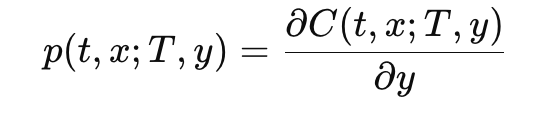 p(t, x; T, y) = ∂C(t, x; T, y) / ∂y